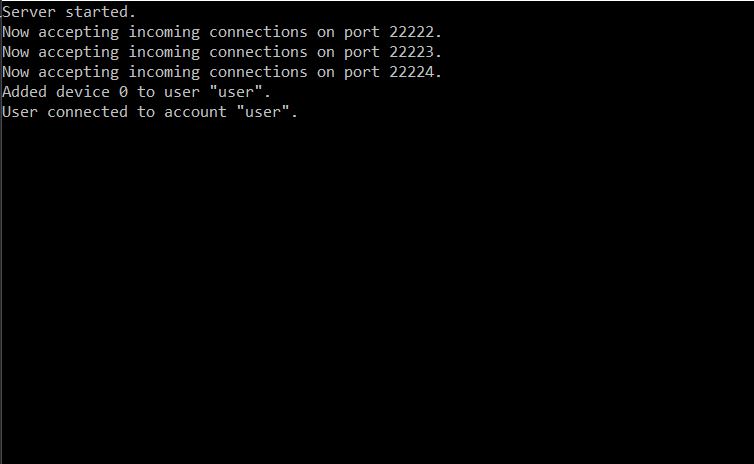 Server started.
Now accepting incoming connections on port 22222.
Now accepting incoming connections on port 22223.
Now accepting incoming connections on port 22224.
Added device 0 to user "user".
User connected to account "user".